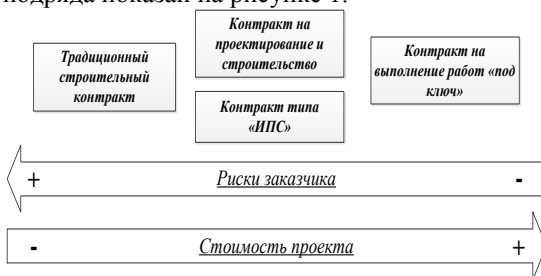 подряда показан на рисунке 1.
Контракт на
проектирование и
строительство
Традиционный
строительный
контракт
Контракт на
выполнение работ «под
ключ»
Контракт типа
«ИПС»
+ Риски заказчика -
- Стоимость проекта +